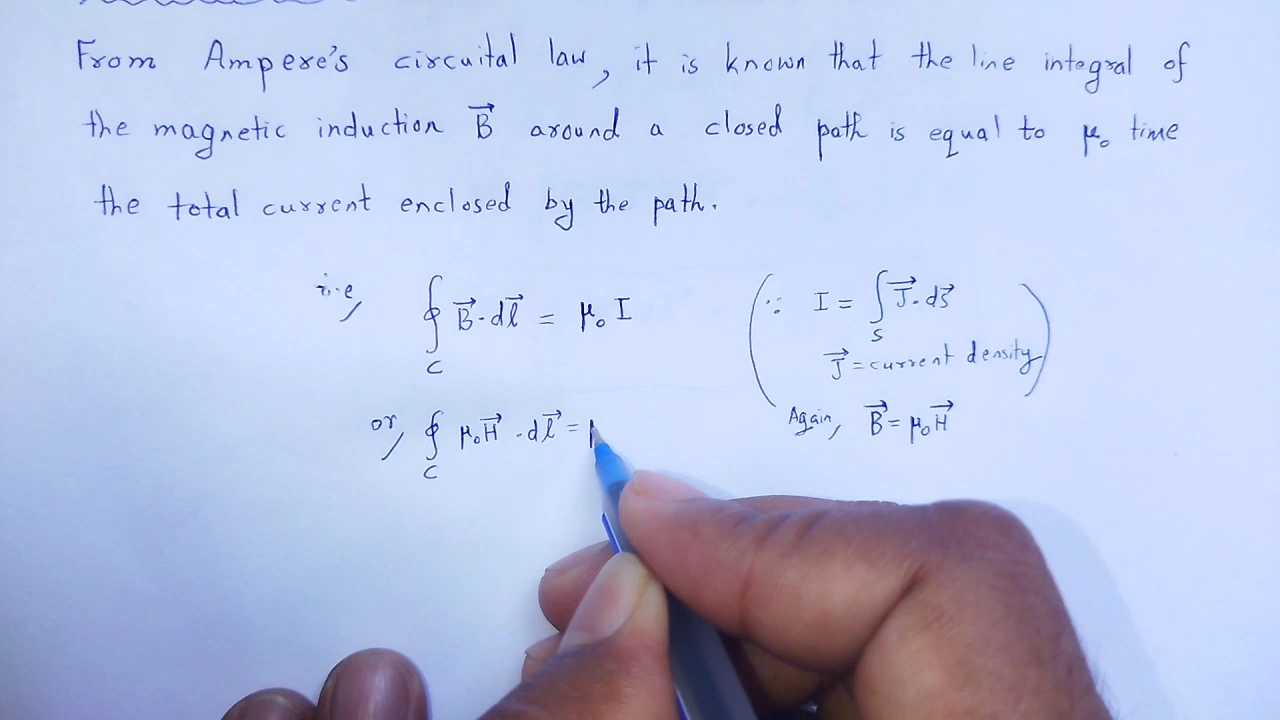 From Ampere's circuital law, it is known that the line integral of
the magnetic induction B⃗ around a closed path is equal to μ₀ time
the total current enclosed by the path.
i.e, ∮_C B⃗ · dl⃗ = μ₀ I
(∵ I = ∫_S J⃗ · ds⃗
J⃗ = current density)
or, ∮_C μ₀H⃗ · dl⃗ = μ
Again, B⃗ = μ₀H⃗